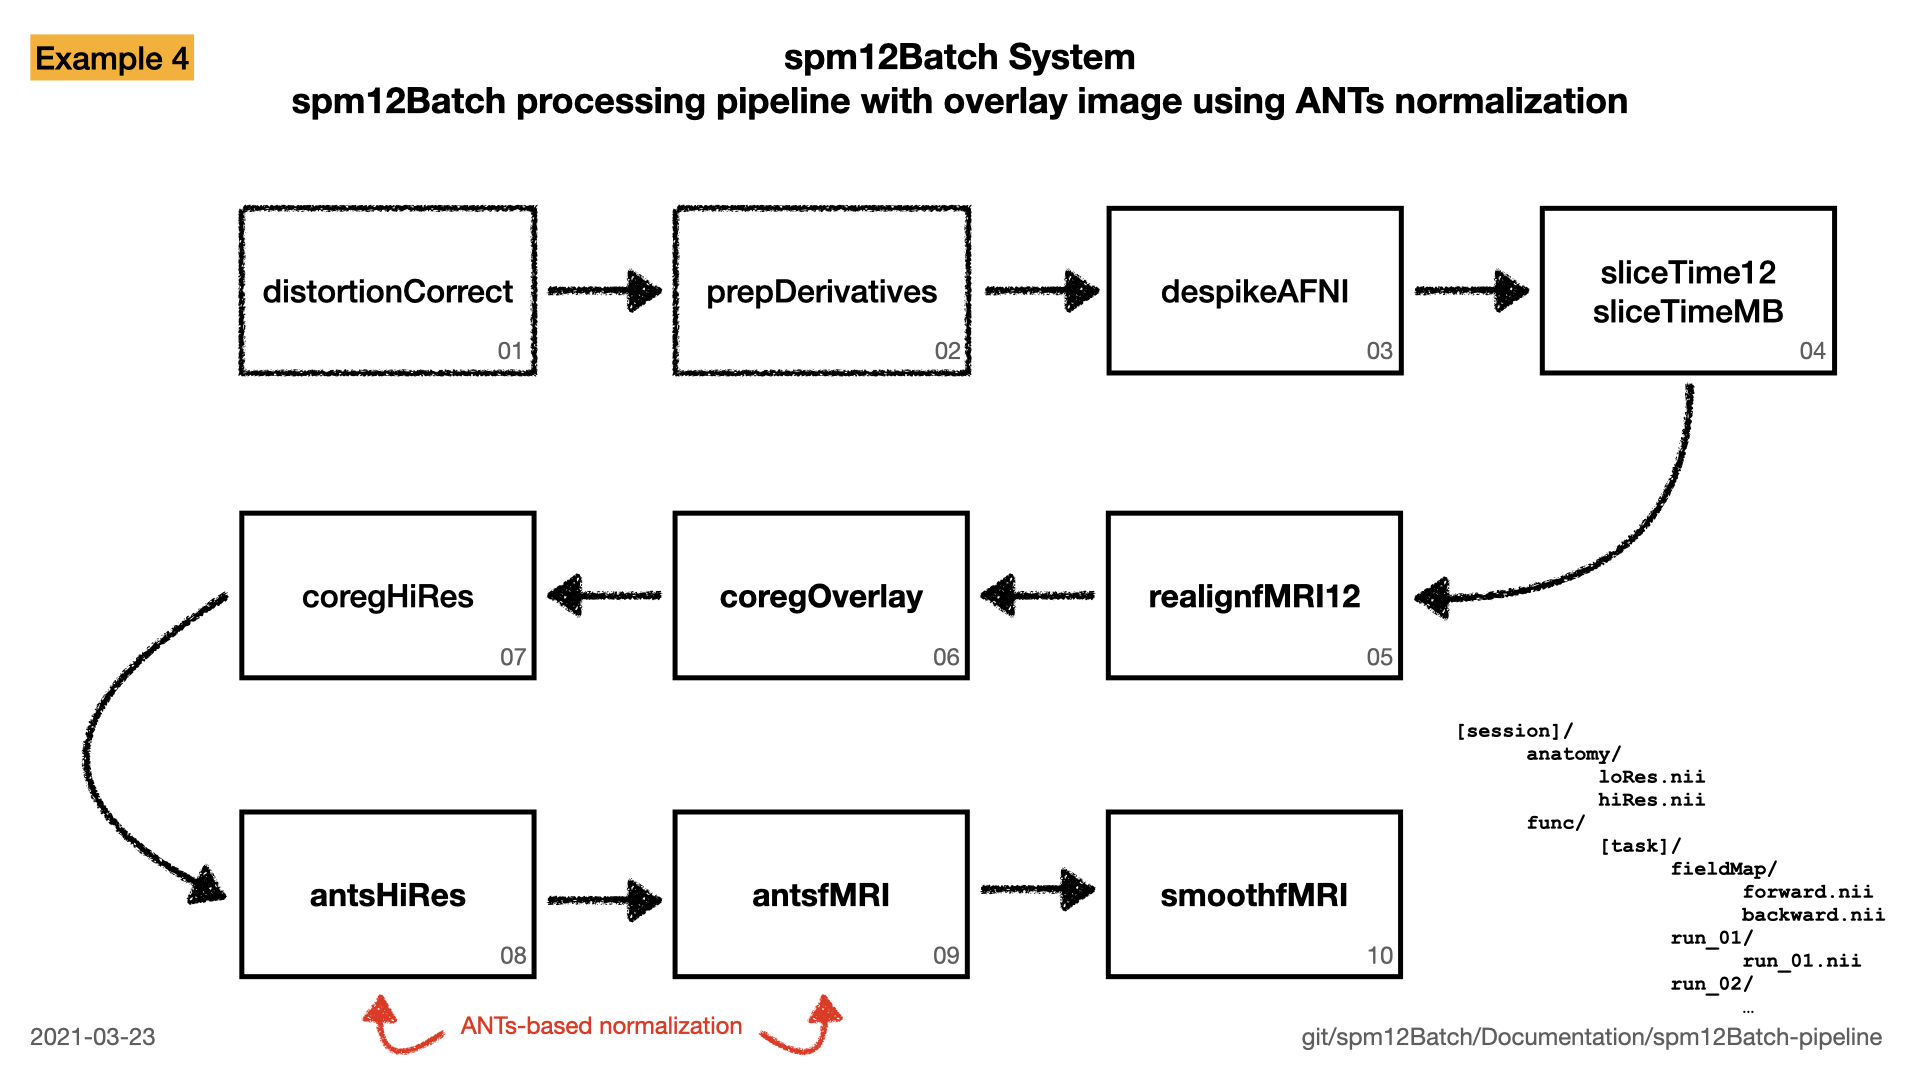 Example 4
spm12Batch System
spm12Batch processing pipeline with overlay image using ANTs normalization
distortionCorrect
01
prepDerivatives
02
despikeAFNI
03
sliceTime12
sliceTimeMB
04
realignfMRI12
05
coregOverlay
06
coregHiRes
07
antsHiRes
08
antsfMRI
09
smoothfMRI
10
[session]/
anatomy/
loRes.nii
hiRes.nii
func/
[task]/
fieldMap/
forward.nii
backward.nii
run_01/
run_01.nii
run_02/
…
ANTs-based normalization
2021-03-23
git/spm12Batch/Documentation/spm12Batch-pipeline